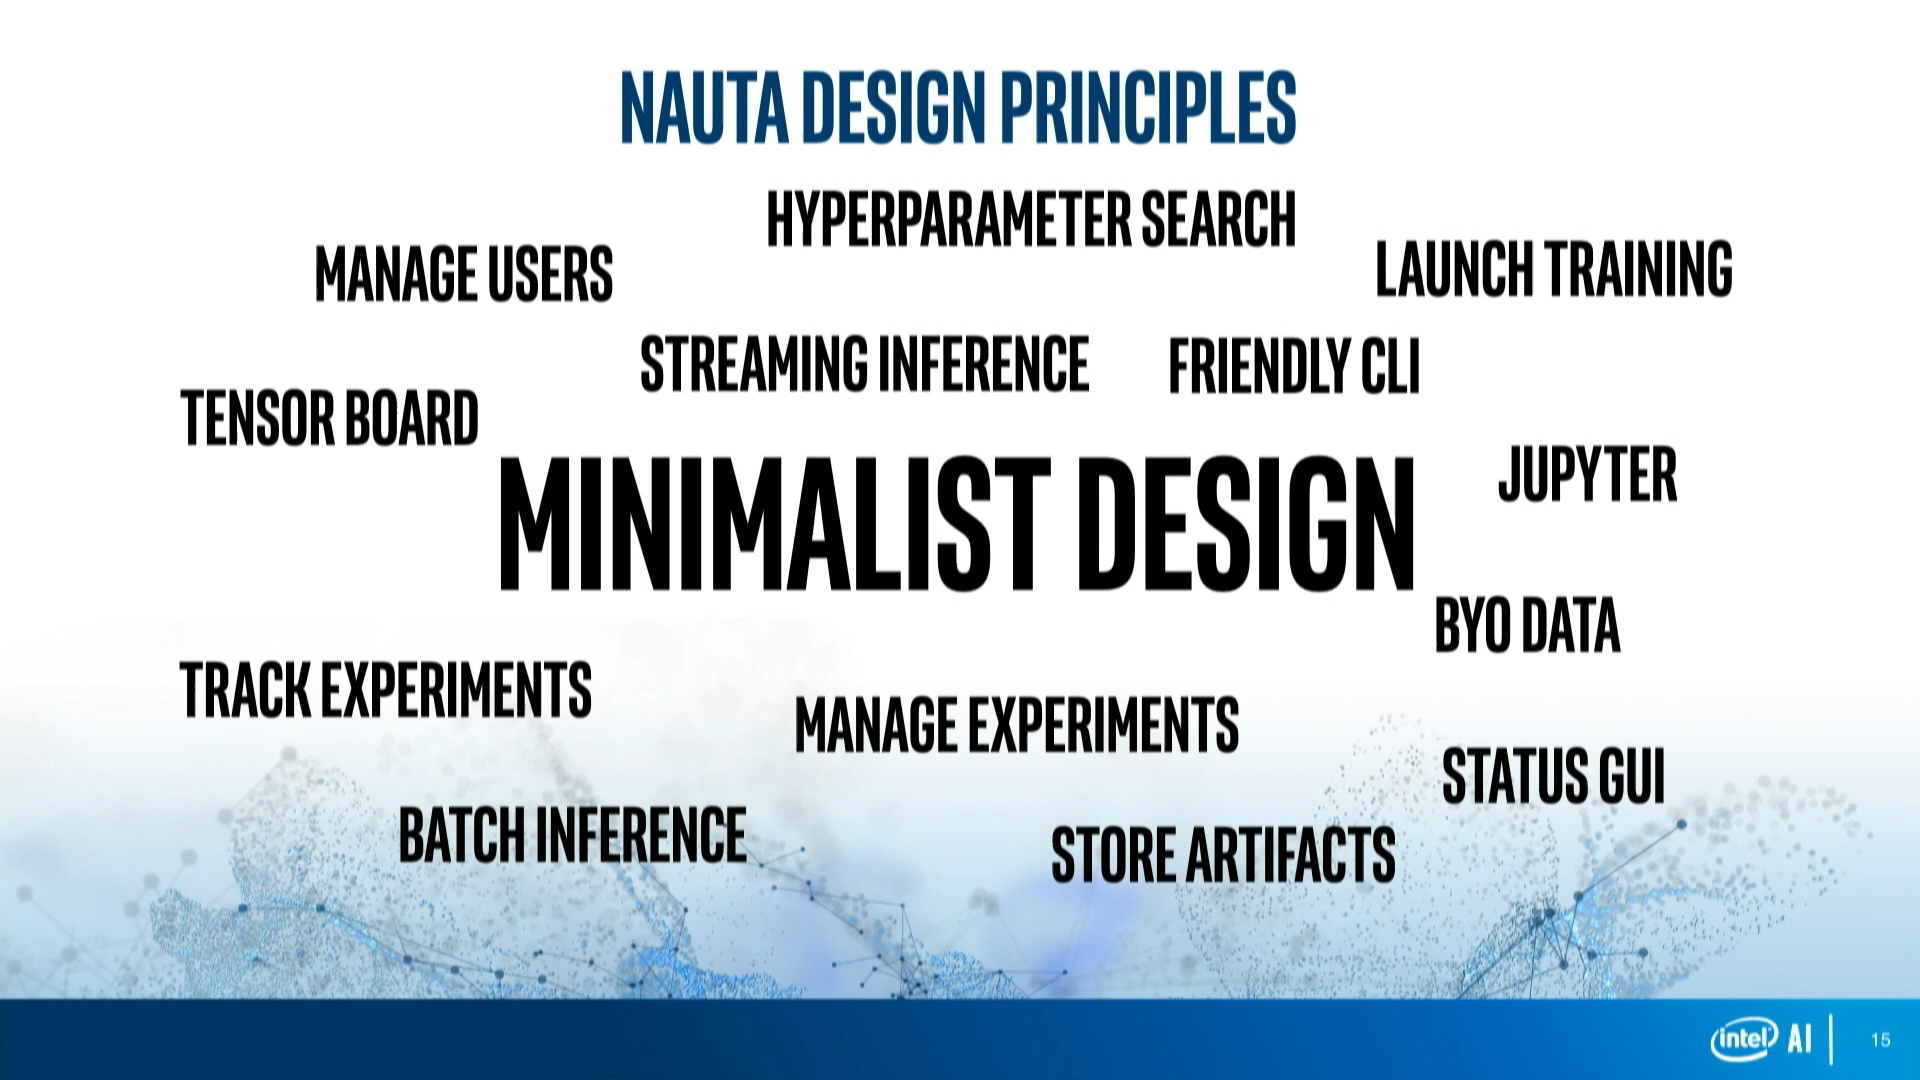 NAUTA DESIGN PRINCIPLES
HYPERPARAMETER SEARCH
MANAGE USERS
LAUNCH TRAINING
STREAMING INFERENCE
FRIENDLY CLI
TENSOR BOARD
JUPYTER
MINIMALIST DESIGN
BYO DATA
TRACK EXPERIMENTS
MANAGE EXPERIMENTS
STATUS GUI
BATCH INFERENCE
STORE ARTIFACTS
intel AI
15